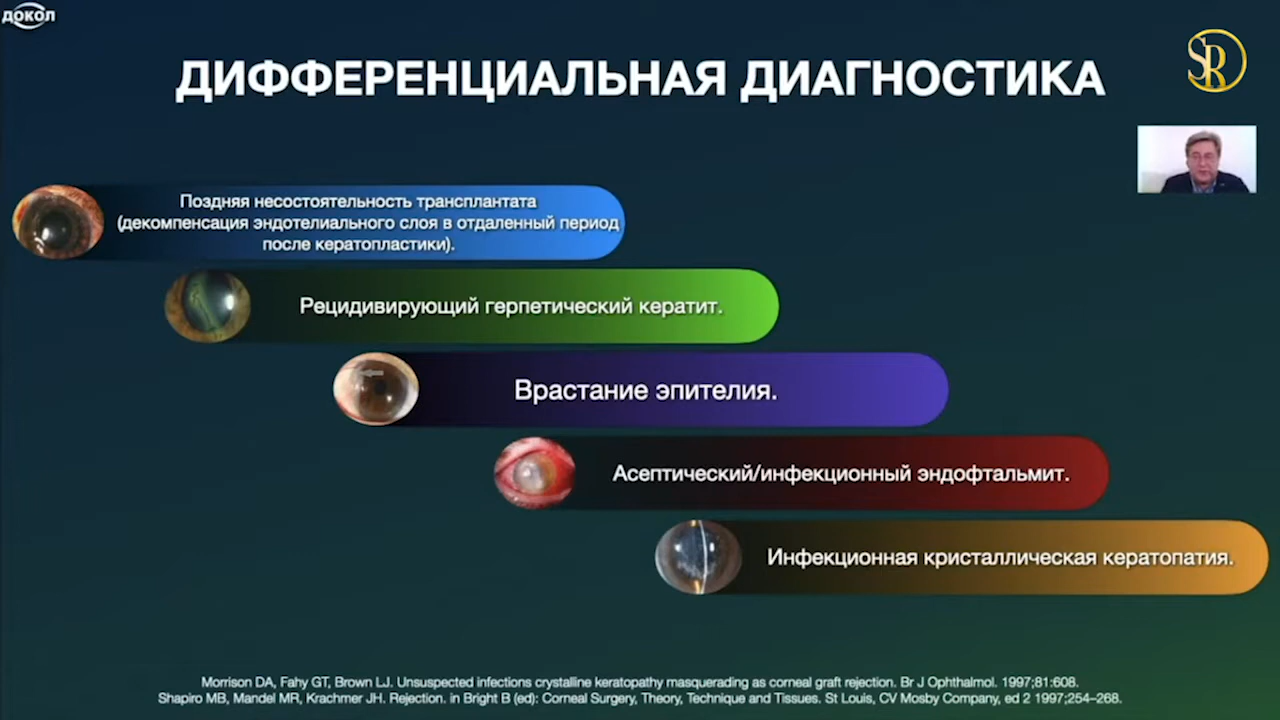 ДОКОЛ
SR
ДИФФЕРЕНЦИАЛЬНАЯ ДИАГНОСТИКА
Поздняя несостоятельность трансплантата
(декомпенсация эндотелиального слоя в отдаленный период
после кератопластики).
Рецидивирующий герпетический кератит.
Врастание эпителия.
Асептический/инфекционный эндофтальмит.
Инфекционная кристаллическая кератопатия.
Morrison DA, Fahy GT, Brown LJ. Unsuspected infections crystalline keratopathy masquerading as corneal graft rejection. Br J Ophthalmol. 1997;81:608.
Shapiro MB, Mandel MR, Krachmer JH. Rejection. in Bright B (ed): Corneal Surgery, Theory, Technique and Tissues. St Louis, CV Mosby Company, ed 2 1997;254–268.